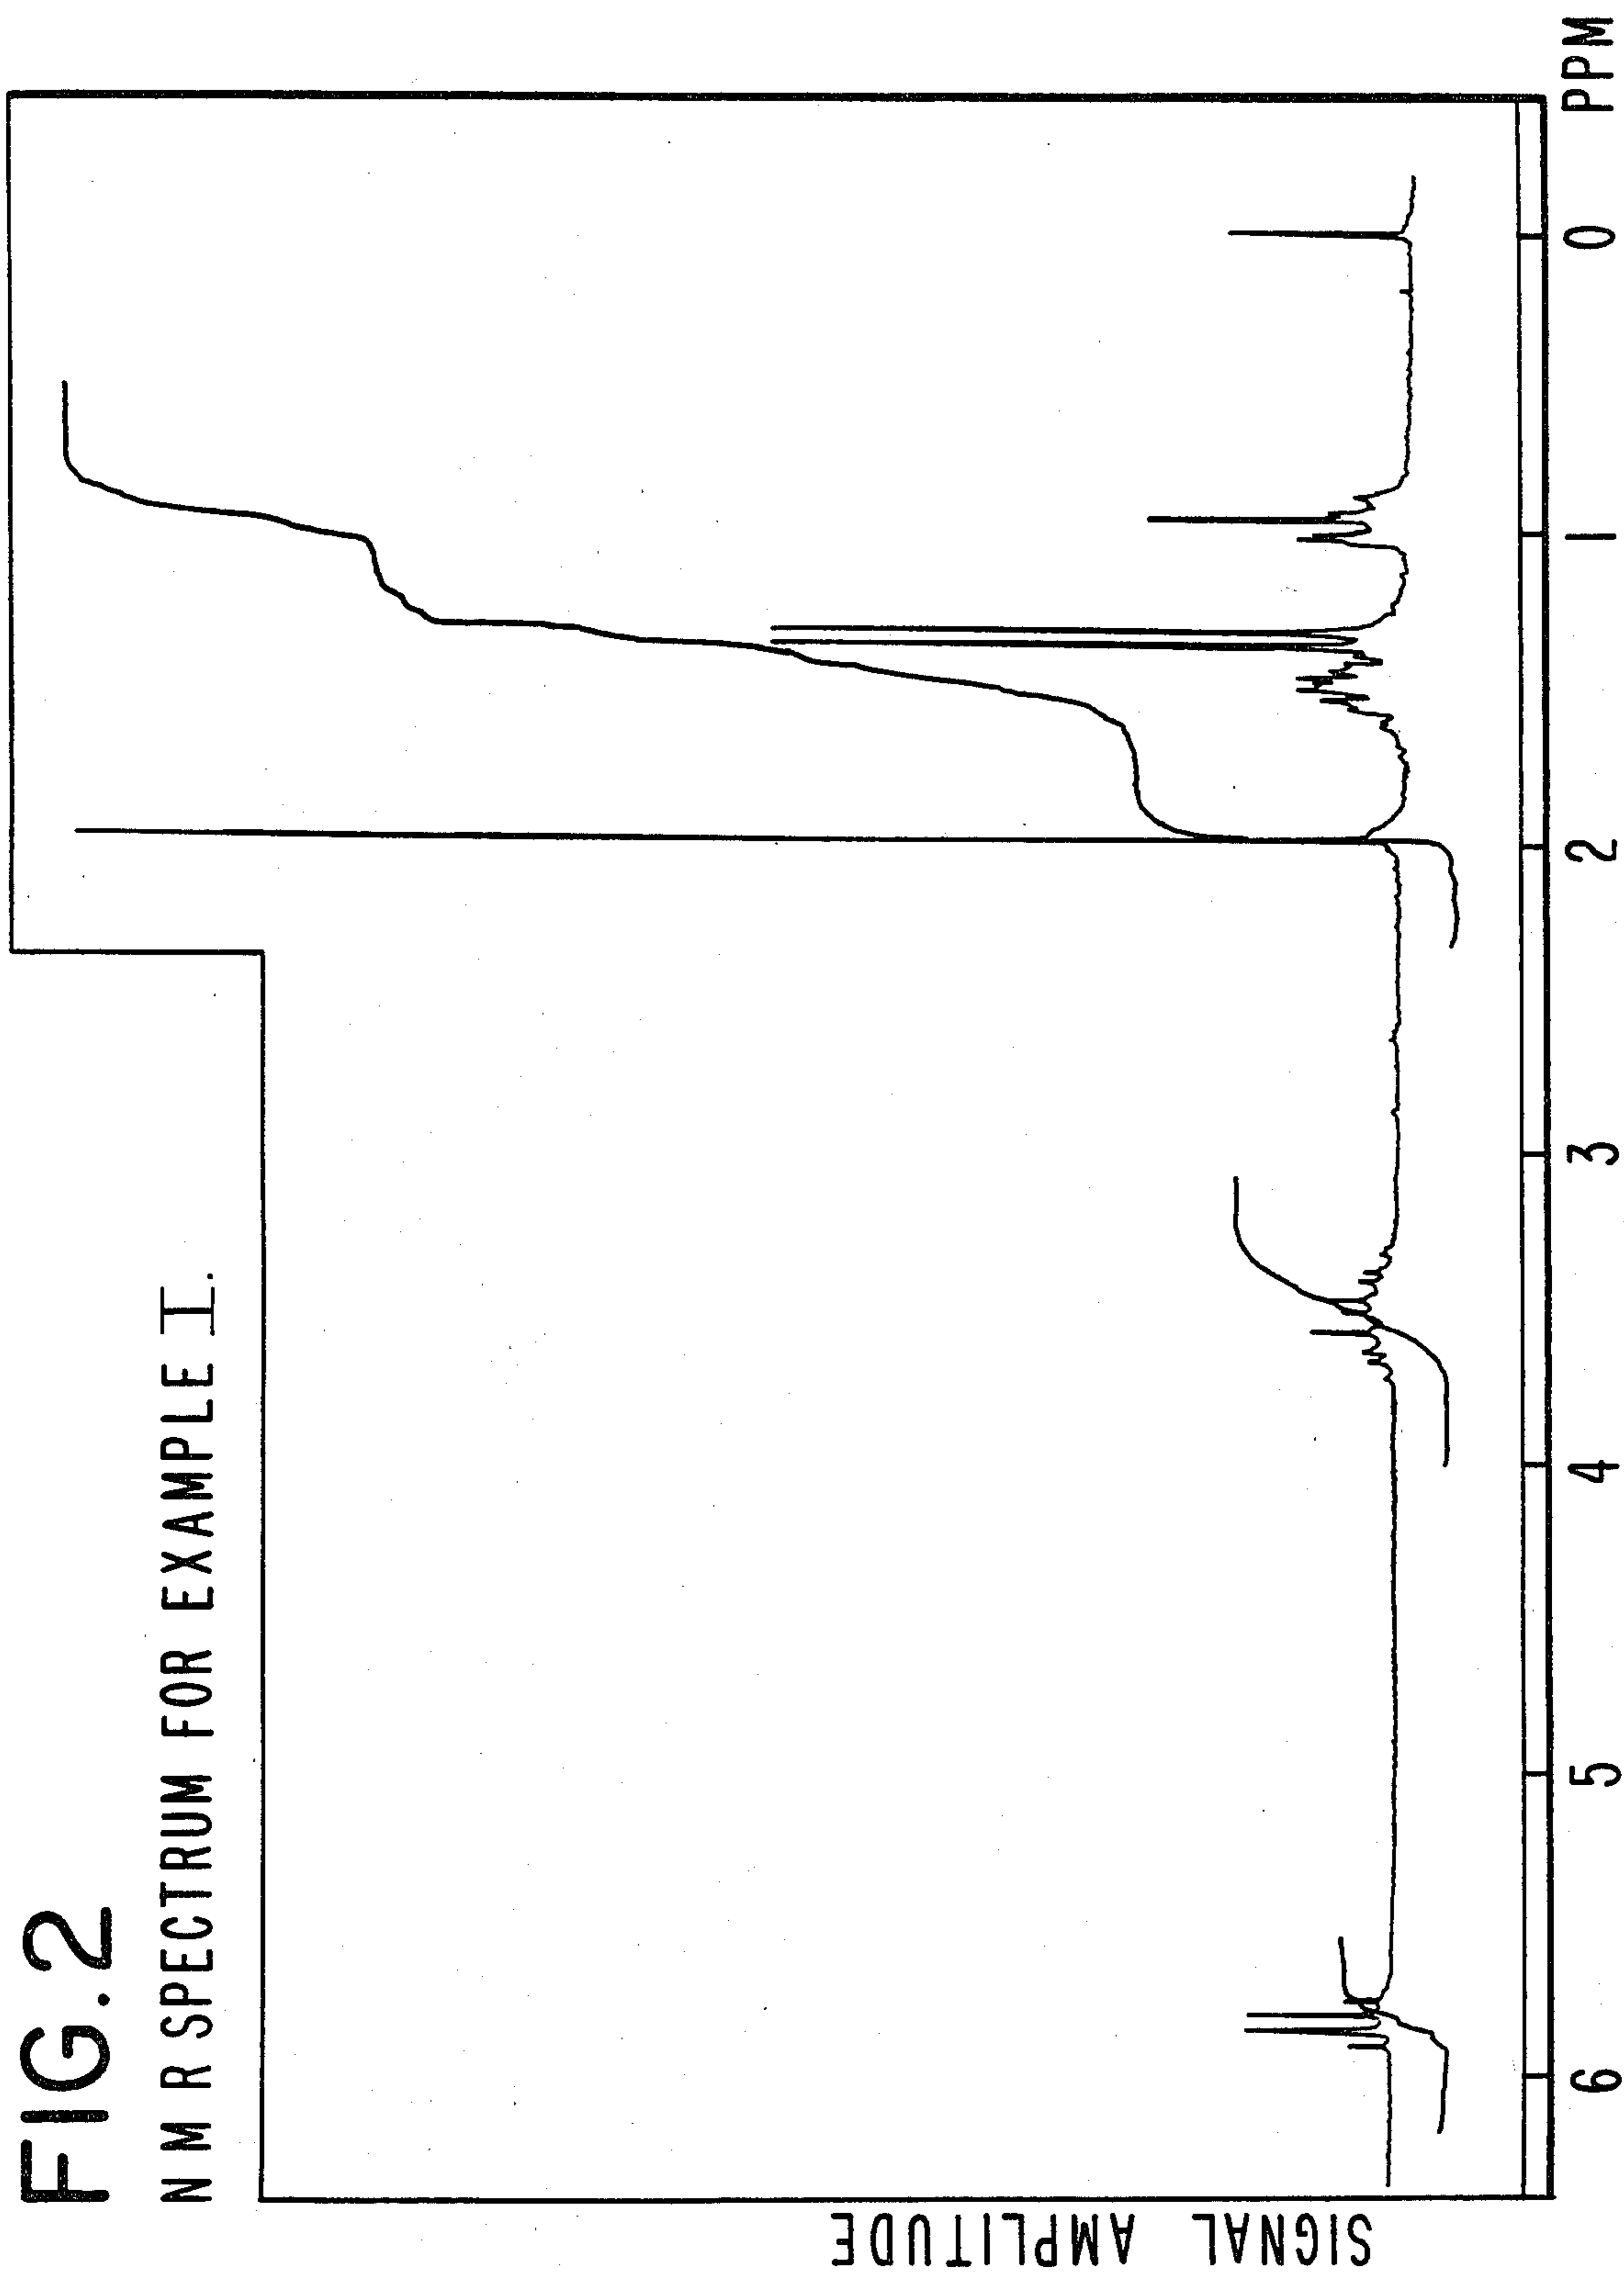 FIG.2
NMR SPECTRUM FOR EXAMPLE I.
SIGNAL AMPLITUDE
6 5 4 3 2 1 0 PPM